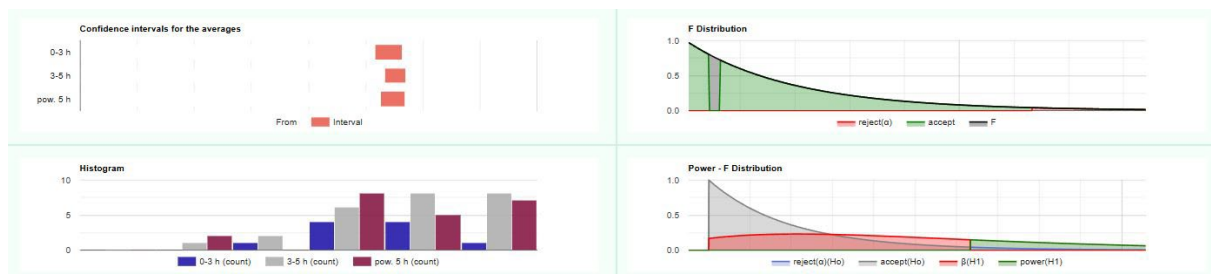 Confidence intervals for the averages
0-3 h
3-5 h
pow. 5 h
From Interval
F Distribution
1.0
0.5
0.0
reject(α) accept F
Histogram
10
5
0
0-3 h (count) 3-5 h (count) pow. 5 h (count)
Power - F Distribution
1.0
0.5
0.0
reject(α)(Ho) accept(Ho) β(H1) power(H1)